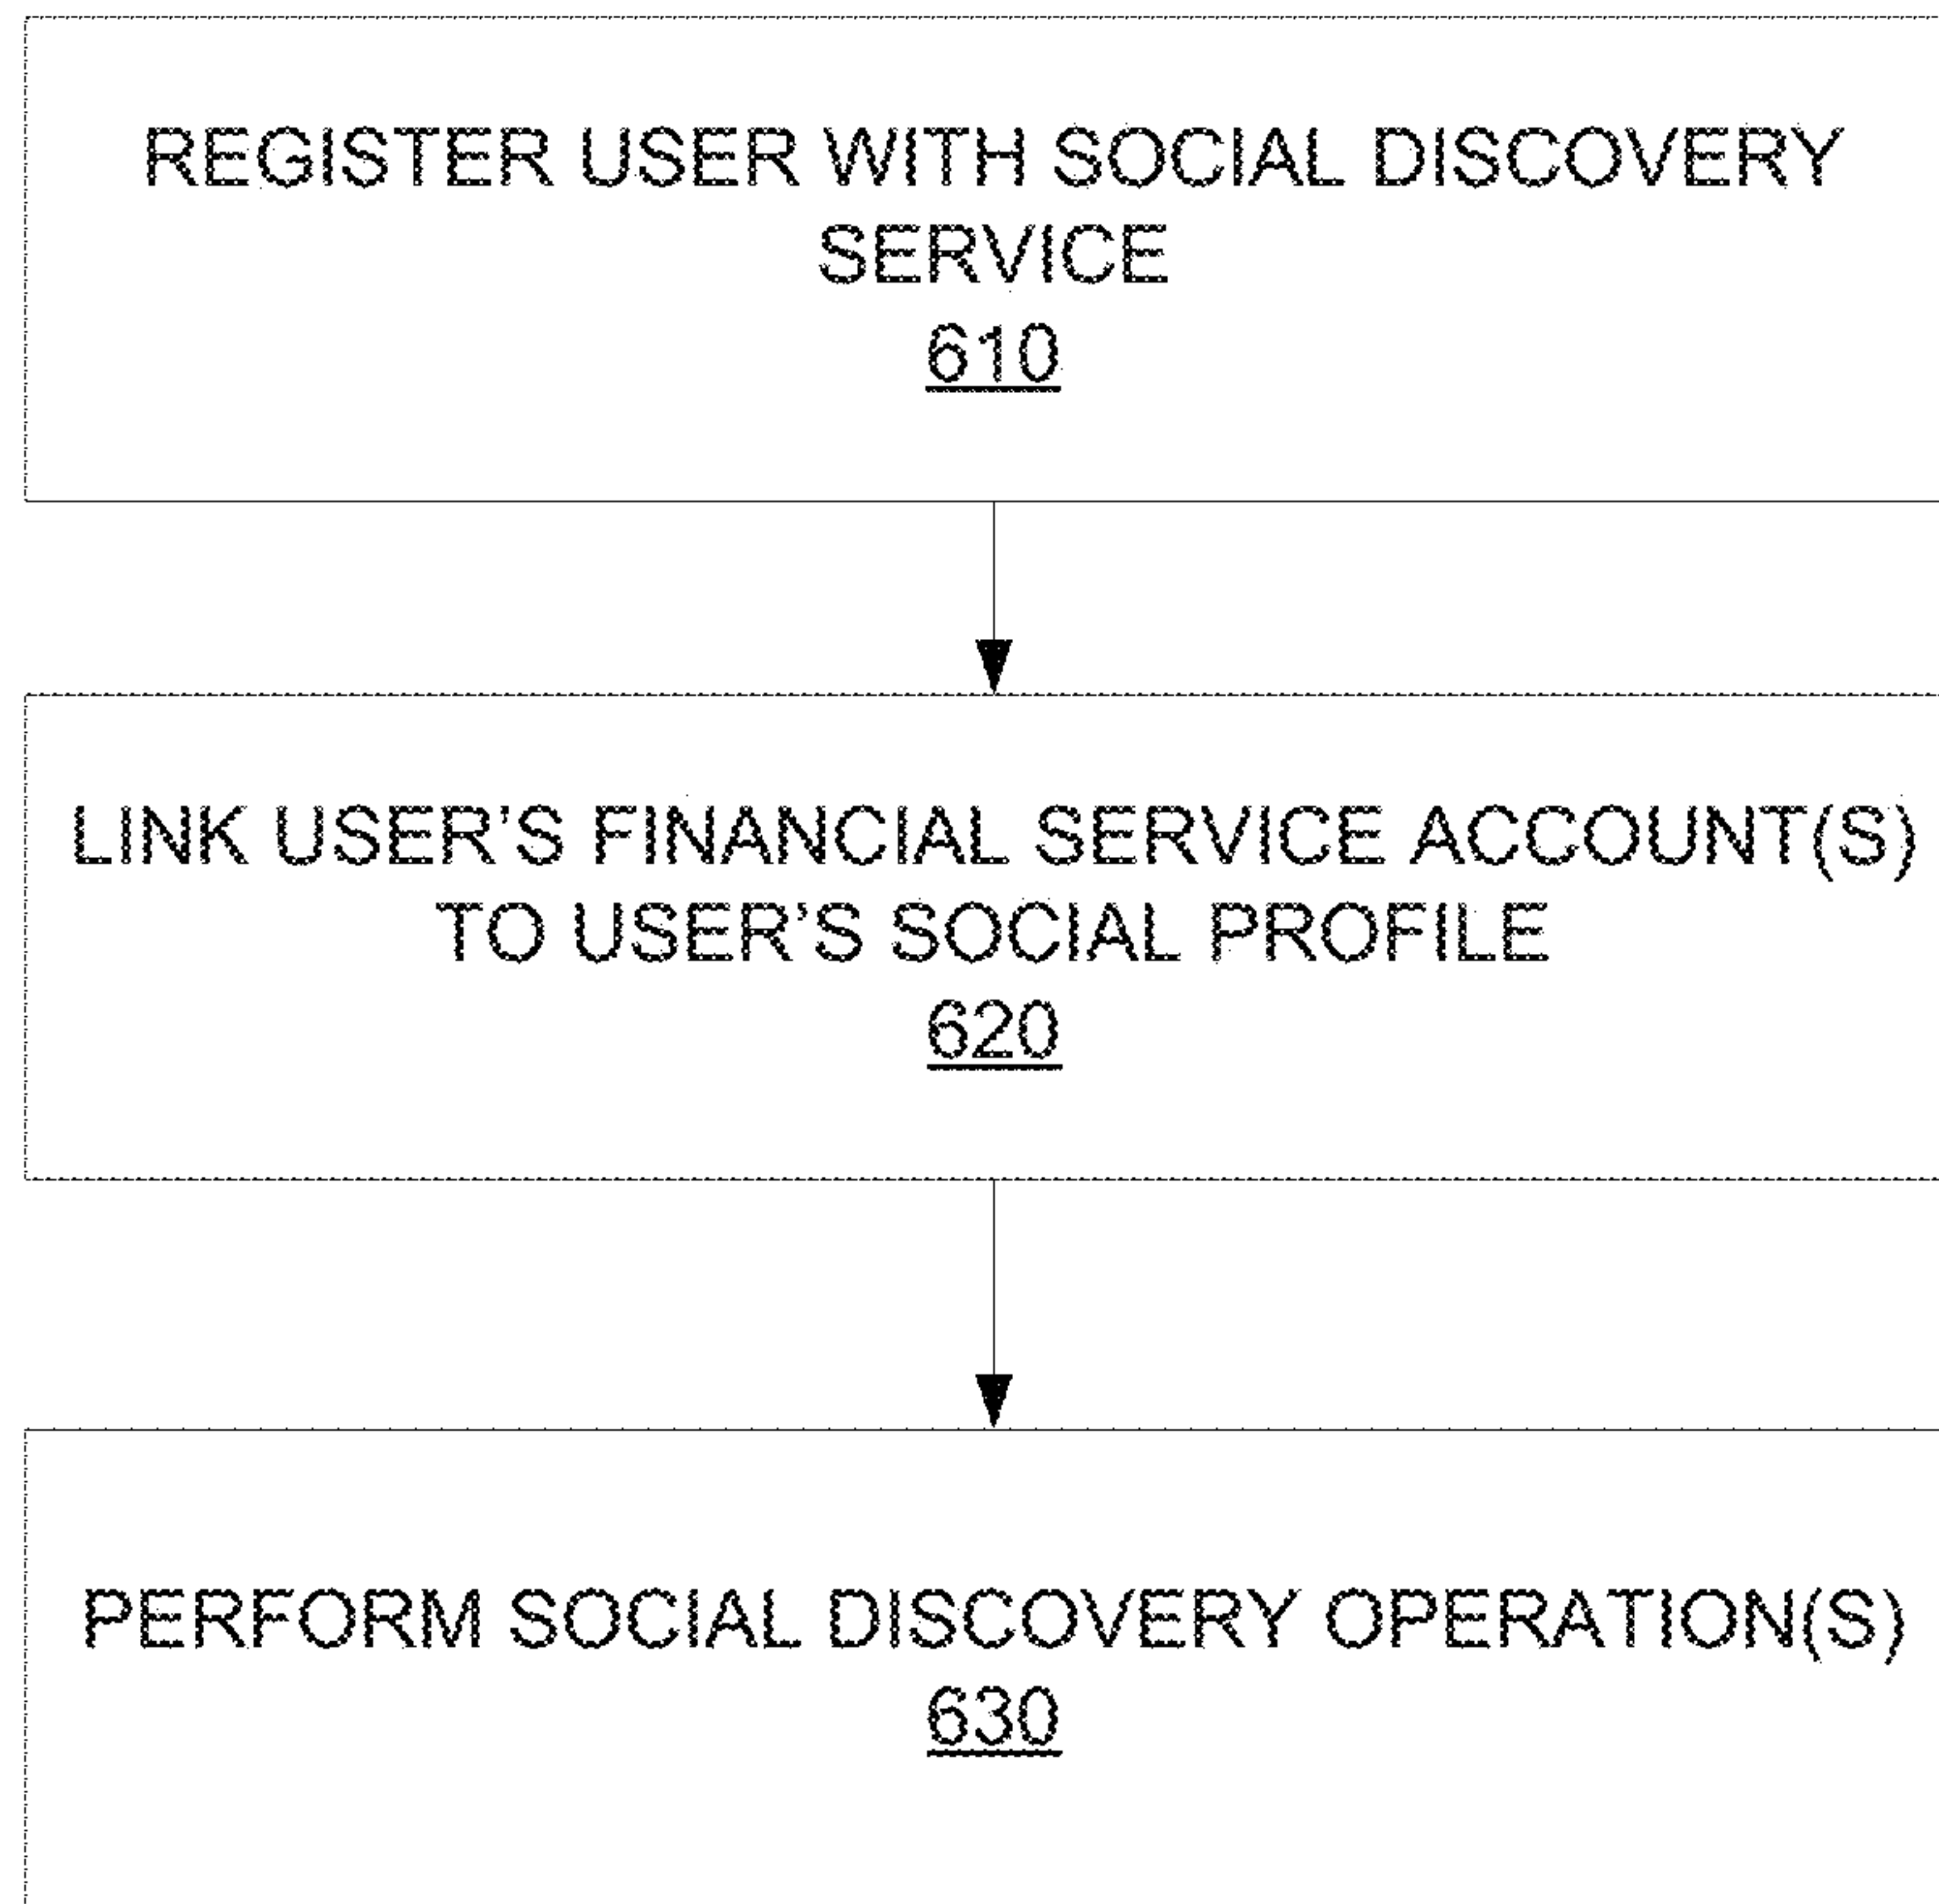 REGISTER USER WITH SOCIAL DISCOVERY
SERVICE
610
LINK USER’S FINANCIAL SERVICE ACCOUNT(S)
TO USER’S SOCIAL PROFILE
620
PERFORM SOCIAL DISCOVERY OPERATION(S)
630